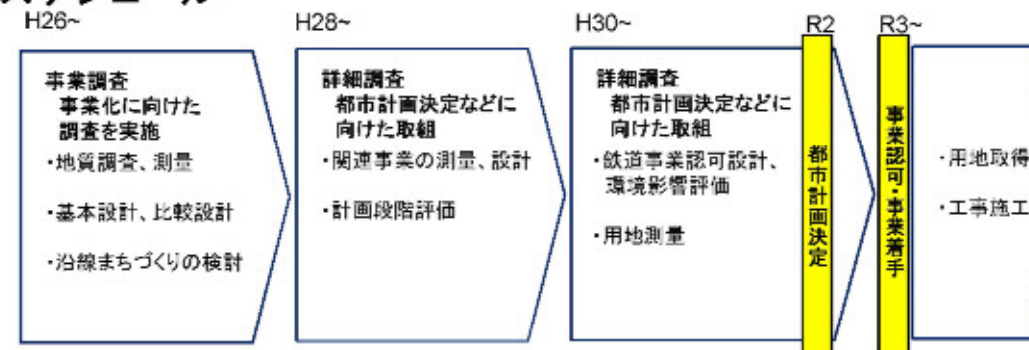 スケジュール
H26~
事業調査
事業化に向けた
調査を実施
・地質調査、測量
・基本設計、比較設計
・沿線まちづくりの検討
H28~
詳細調査
都市計画決定などに
向けた取組
・関連事業の測量、設計
・計画段階評価
H30~
詳細調査
都市計画決定などに
向けた取組
・鉄道事業認可設計、
環境影響評価
・用地測量
R2
都市計画決定
R3~
事業認可・事業着手
・用地取得
・工事施工